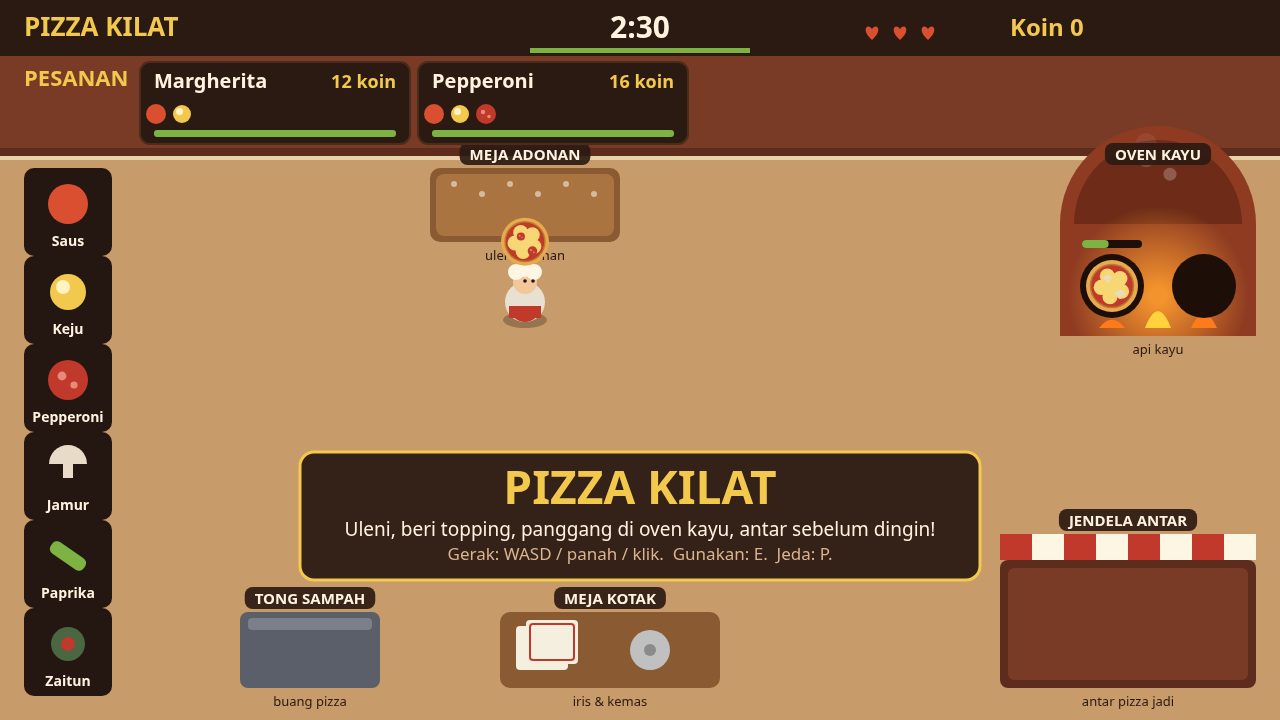 PIZZA KILAT
2:30
Koin 0
PESANAN
Margherita
12 koin
Pepperoni
16 koin
MEJA ADONAN
OVEN KAYU
Saus
Keju
Pepperoni
Jamur
Paprika
Zaitun
api kayu
PIZZA KILAT
Uleni, beri topping, panggang di oven kayu, antar sebelum dingin!
Gerak: WASD / panah / klik. Gunakan: E. Jeda: P.
JENDELA ANTAR
TONG SAMPAH
MEJA KOTAK
buang pizza
iris & kemas
antar pizza jadi